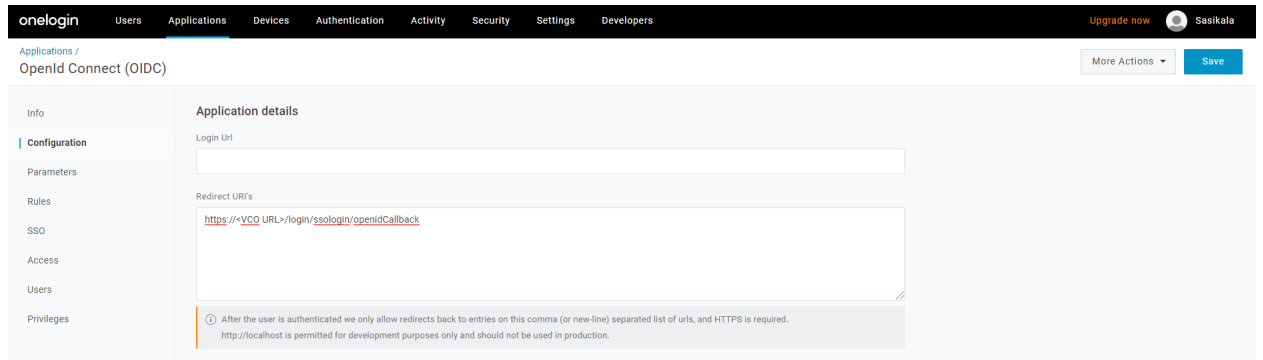 onelogin Users Applications Devices Authentication Activity Security Settings Developers Upgrade now Sasikala
Applications /
OpenId Connect (OIDC)
More Actions Save
Info
Configuration
Parameters
Rules
SSO
Access
Users
Privileges
Application details
Login Url
Redirect URI's
https://<VCO URL>/login/ssologin/openidCallback
After the user is authenticated we only allow redirects back to entries on this comma (or new-line) separated list of urls, and HTTPS is required.
http://localhost is permitted for development purposes only and should not be used in production.